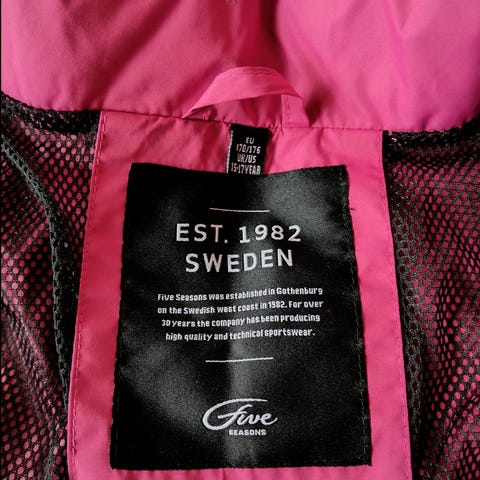 EU
170/176
UK/US
15-17YEAR
EST. 1982
SWEDEN
Five Seasons was established in Gothenburg
on the Swedish west coast in 1982. For over
30 years the company has been producing
high quality and technical sportswear.
Five
SEASONS